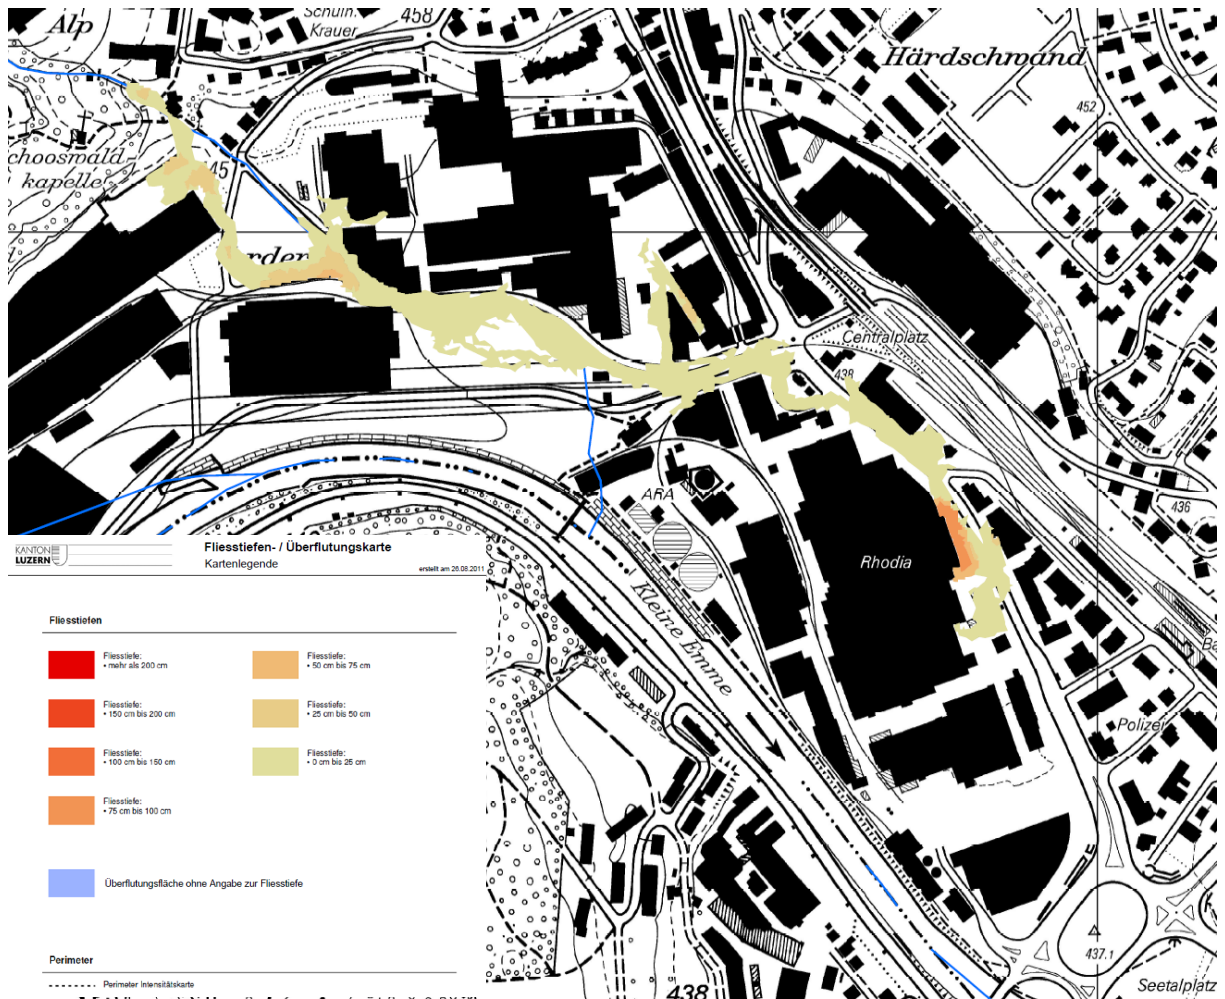 Alp
Schuln.
Krauer
458
Härdschwand
452
chooswald
kapelle
45
rden
Centralplatz
438
436
ARA
Rhodia
Kleine Emme
Polizei
Ba
438
437.1
Seetalplatz
KANTON
LUZERN
Fliesstiefen- / Überflutungskarte
Kartenlegende
erstellt am 26.08.2011
Fliesstiefen
Fliesstiefe:
• mehr als 200 cm
Fliesstiefe:
• 150 cm bis 200 cm
Fliesstiefe:
• 100 cm bis 150 cm
Fliesstiefe:
• 75 cm bis 100 cm
Fliesstiefe:
• 50 cm bis 75 cm
Fliesstiefe:
• 25 cm bis 50 cm
Fliesstiefe:
• 0 cm bis 25 cm
Überflutungsfläche ohne Angabe zur Fliesstiefe
Perimeter
Perimeter Intensitätskarte